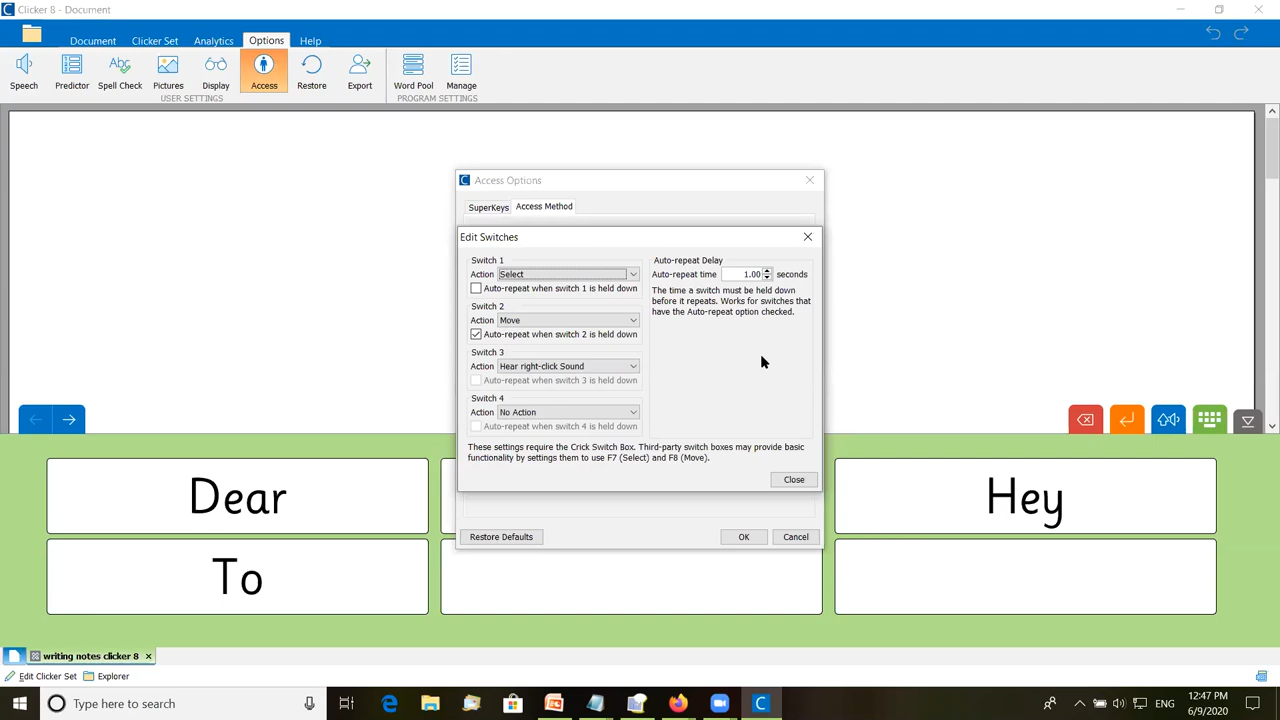 Clicker 8 - Document
Document Clicker Set Analytics Options Help
Speech Predictor Spell Check Pictures Display Access Restore Export Word Pool Manage
Abc
USER SETTINGS PROGRAM SETTINGS
Access Options
SuperKeys Access Method
Edit Switches
Switch 1
Action Select
Auto-repeat when switch 1 is held down
Switch 2
Action Move
Auto-repeat when switch 2 is held down
Switch 3
Action Hear right-click Sound
Auto-repeat when switch 3 is held down
Switch 4
Action No Action
Auto-repeat when switch 4 is held down
Auto-repeat Delay
Auto-repeat time 1.00 seconds
The time a switch must be held down
before it repeats. Works for switches that
have the Auto-repeat option checked.
These settings require the Crick Switch Box. Third-party switch boxes may provide basic
functionality by settings them to use F7 (Select) and F8 (Move).
Close
Restore Defaults OK Cancel
Dear Hey
To
writing notes clicker 8
Edit Clicker Set Explorer
Type here to search
ENG
12:47 PM
6/9/2020